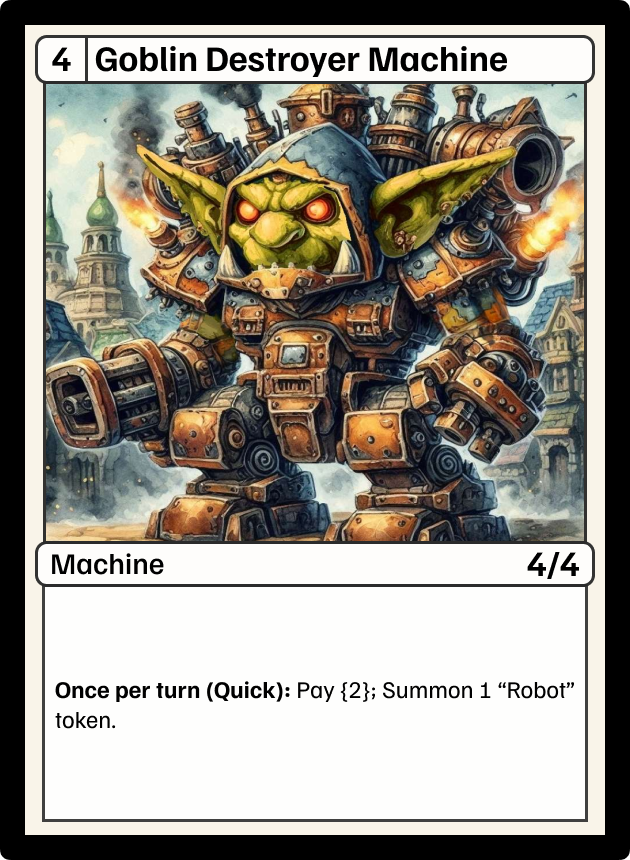 4 Goblin Destroyer Machine
Machine 4/4
Once per turn (Quick): Pay {2}; Summon 1 “Robot”
token.